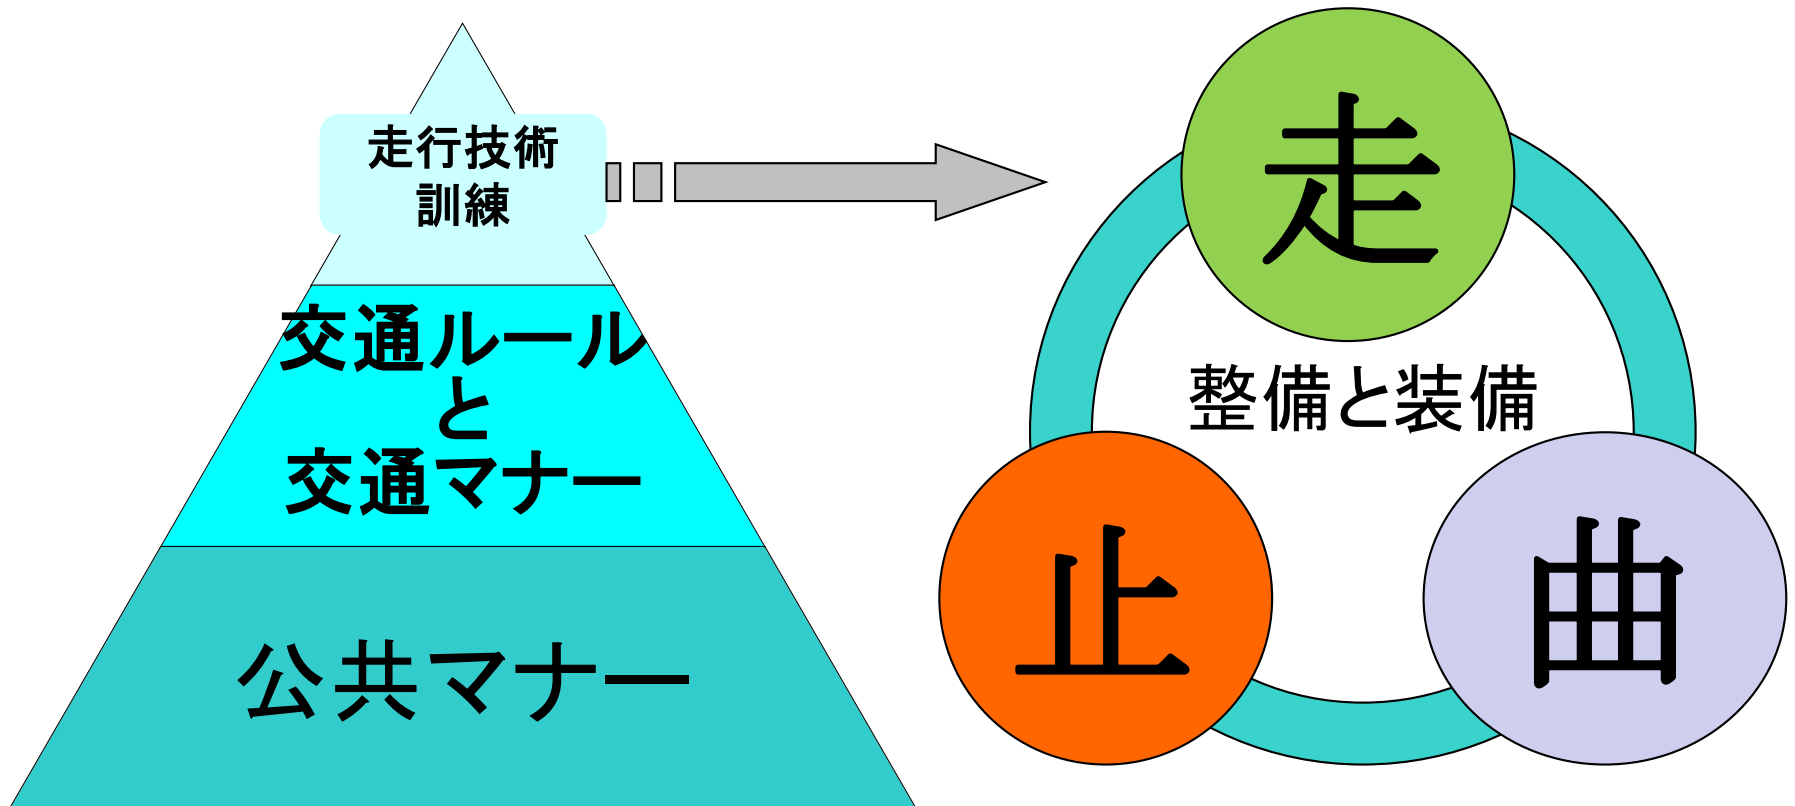 走行技術
訓練
交通ルール
と
交通マナー
公共マナー
走
整備と装備
止
曲